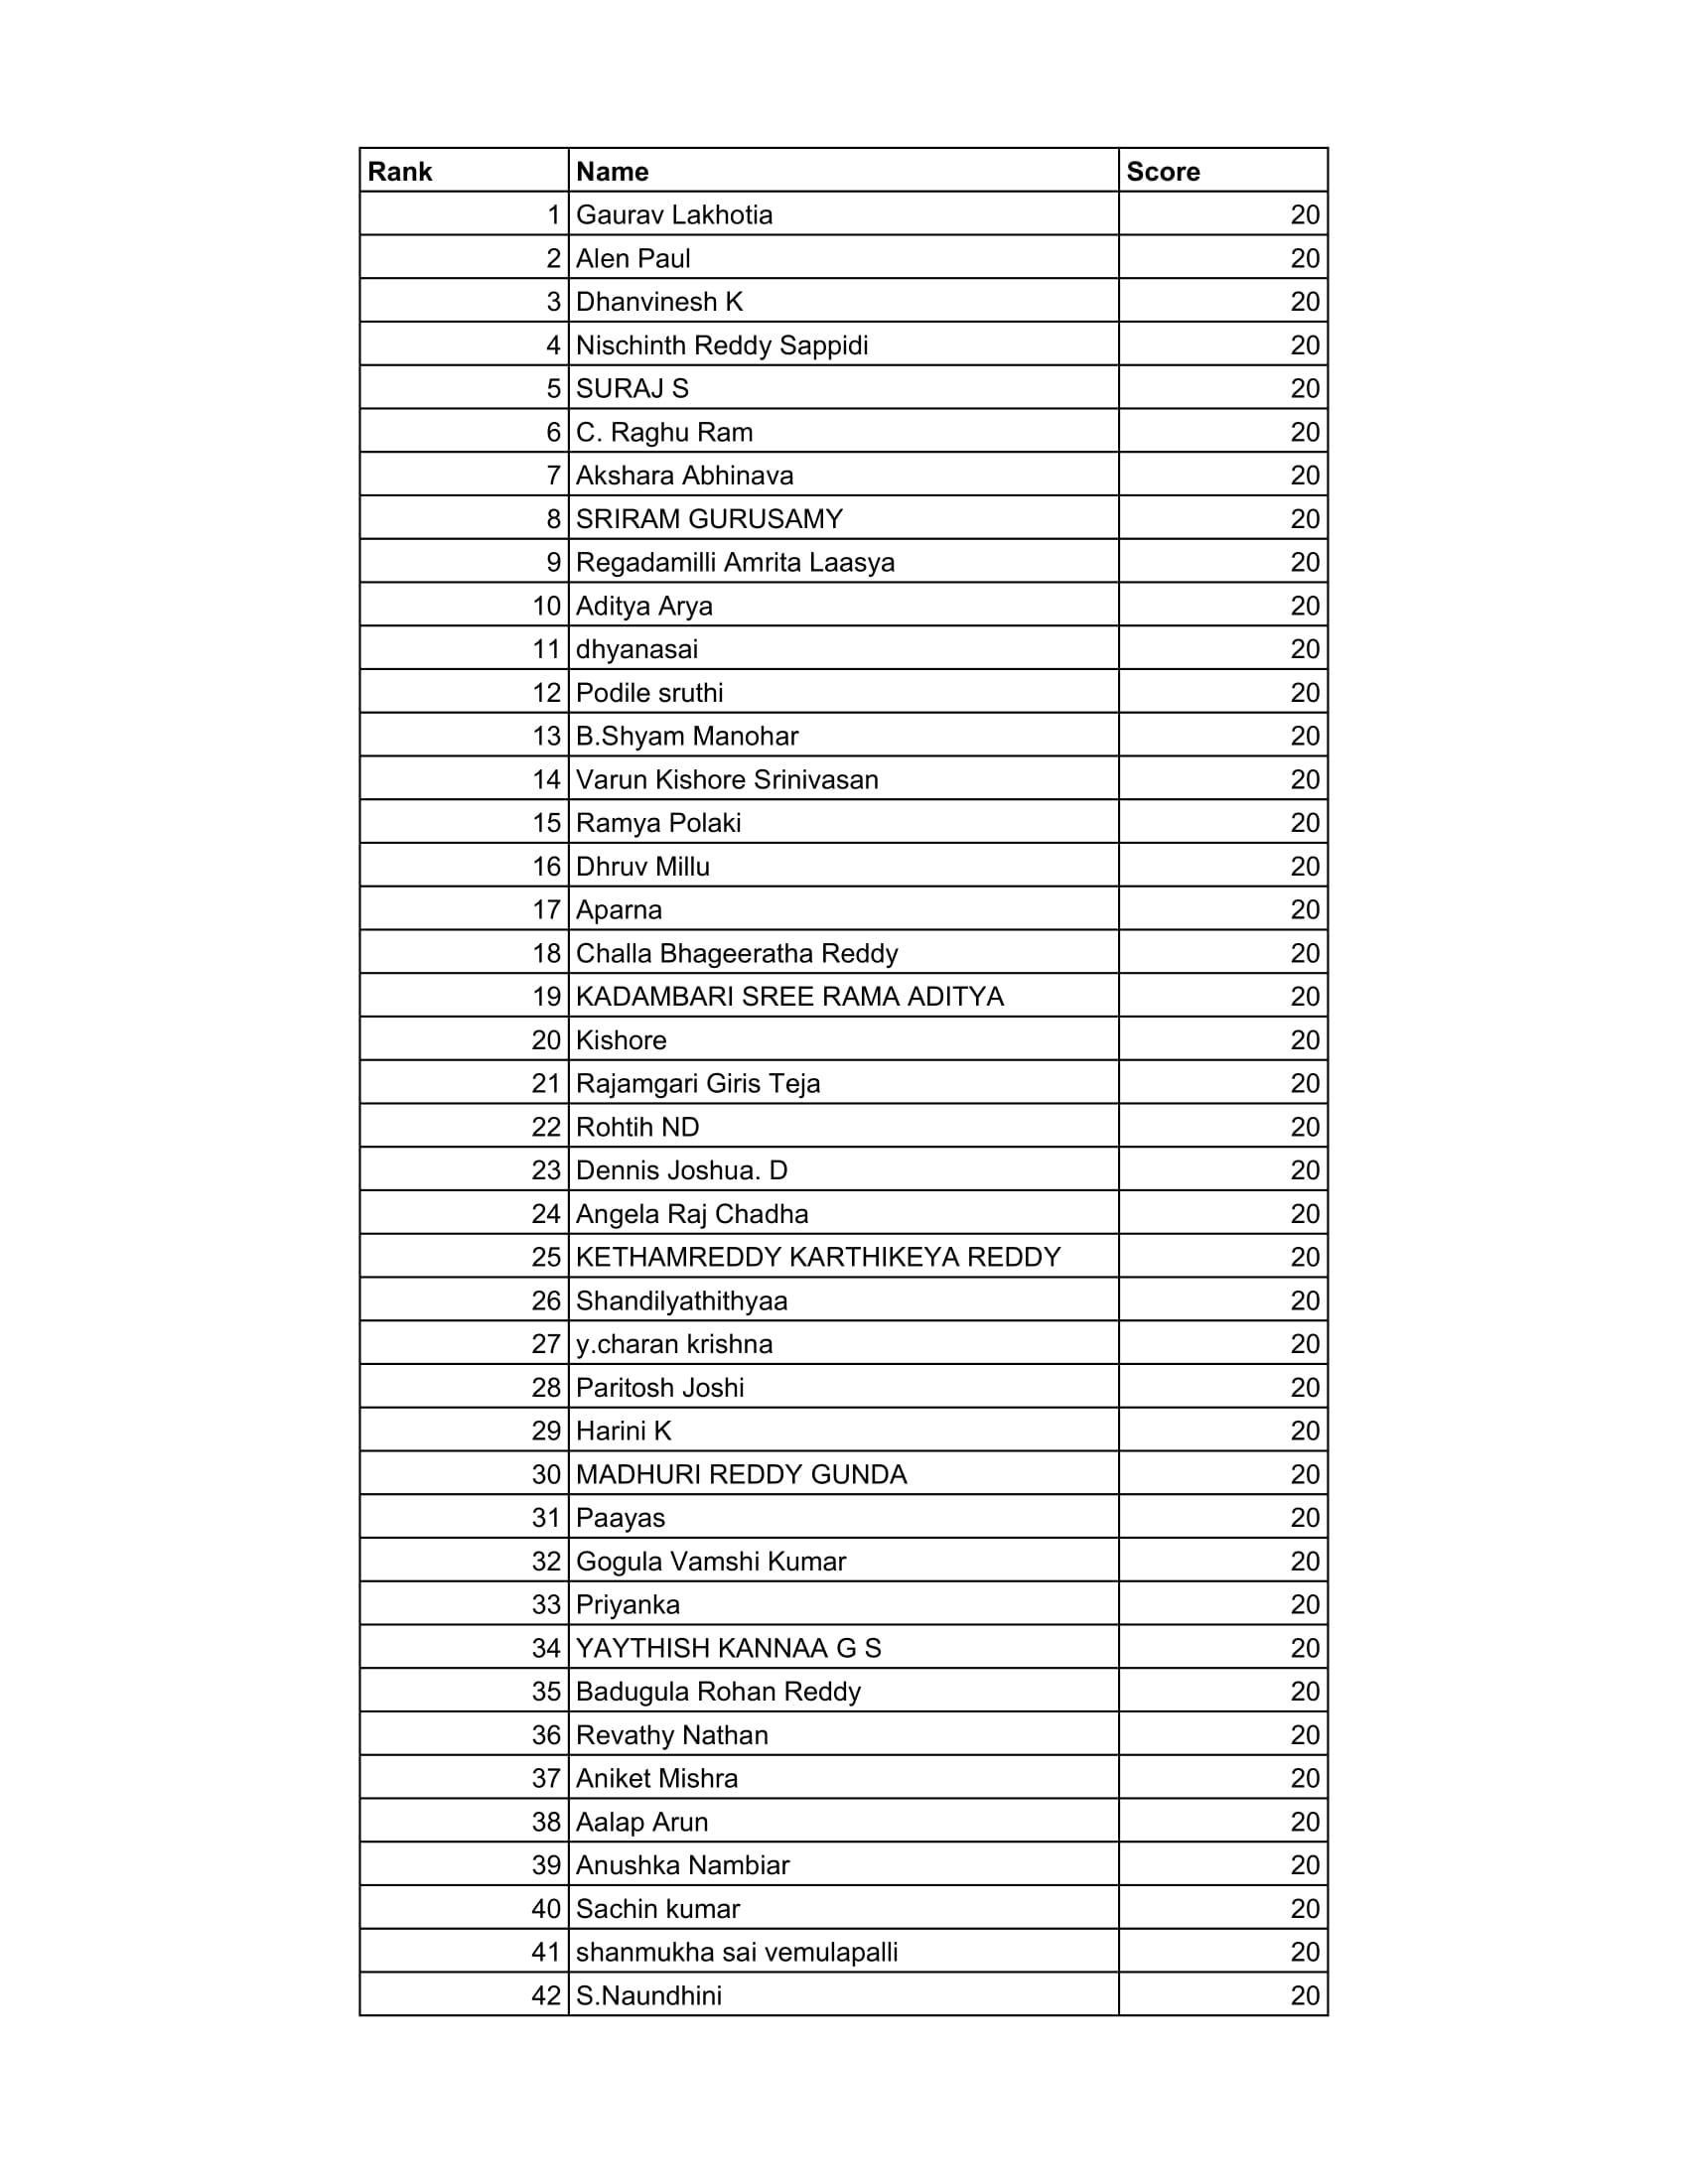 Rank Name Score
1 Gaurav Lakhotia 20
2 Alen Paul 20
3 Dhanvinesh K 20
4 Nischinth Reddy Sappidi 20
5 SURAJ S 20
6 C. Raghu Ram 20
7 Akshara Abhinava 20
8 SRIRAM GURUSAMY 20
9 Regadamilli Amrita Laasya 20
10 Aditya Arya 20
11 dhyanasai 20
12 Podile sruthi 20
13 B.Shyam Manohar 20
14 Varun Kishore Srinivasan 20
15 Ramya Polaki 20
16 Dhruv Millu 20
17 Aparna 20
18 Challa Bhageeratha Reddy 20
19 KADAMBARI SREE RAMA ADITYA 20
20 Kishore 20
21 Rajamgari Giris Teja 20
22 Rohtih ND 20
23 Dennis Joshua. D 20
24 Angela Raj Chadha 20
25 KETHAMREDDY KARTHIKEYA REDDY 20
26 Shandilyathithyaa 20
27 y.charan krishna 20
28 Paritosh Joshi 20
29 Harini K 20
30 MADHURI REDDY GUNDA 20
31 Paayas 20
32 Gogula Vamshi Kumar 20
33 Priyanka 20
34 YAYTHISH KANNAA G S 20
35 Badugula Rohan Reddy 20
36 Revathy Nathan 20
37 Aniket Mishra 20
38 Aalap Arun 20
39 Anushka Nambiar 20
40 Sachin kumar 20
41 shanmukha sai vemulapalli 20
42 S.Naundhini 20